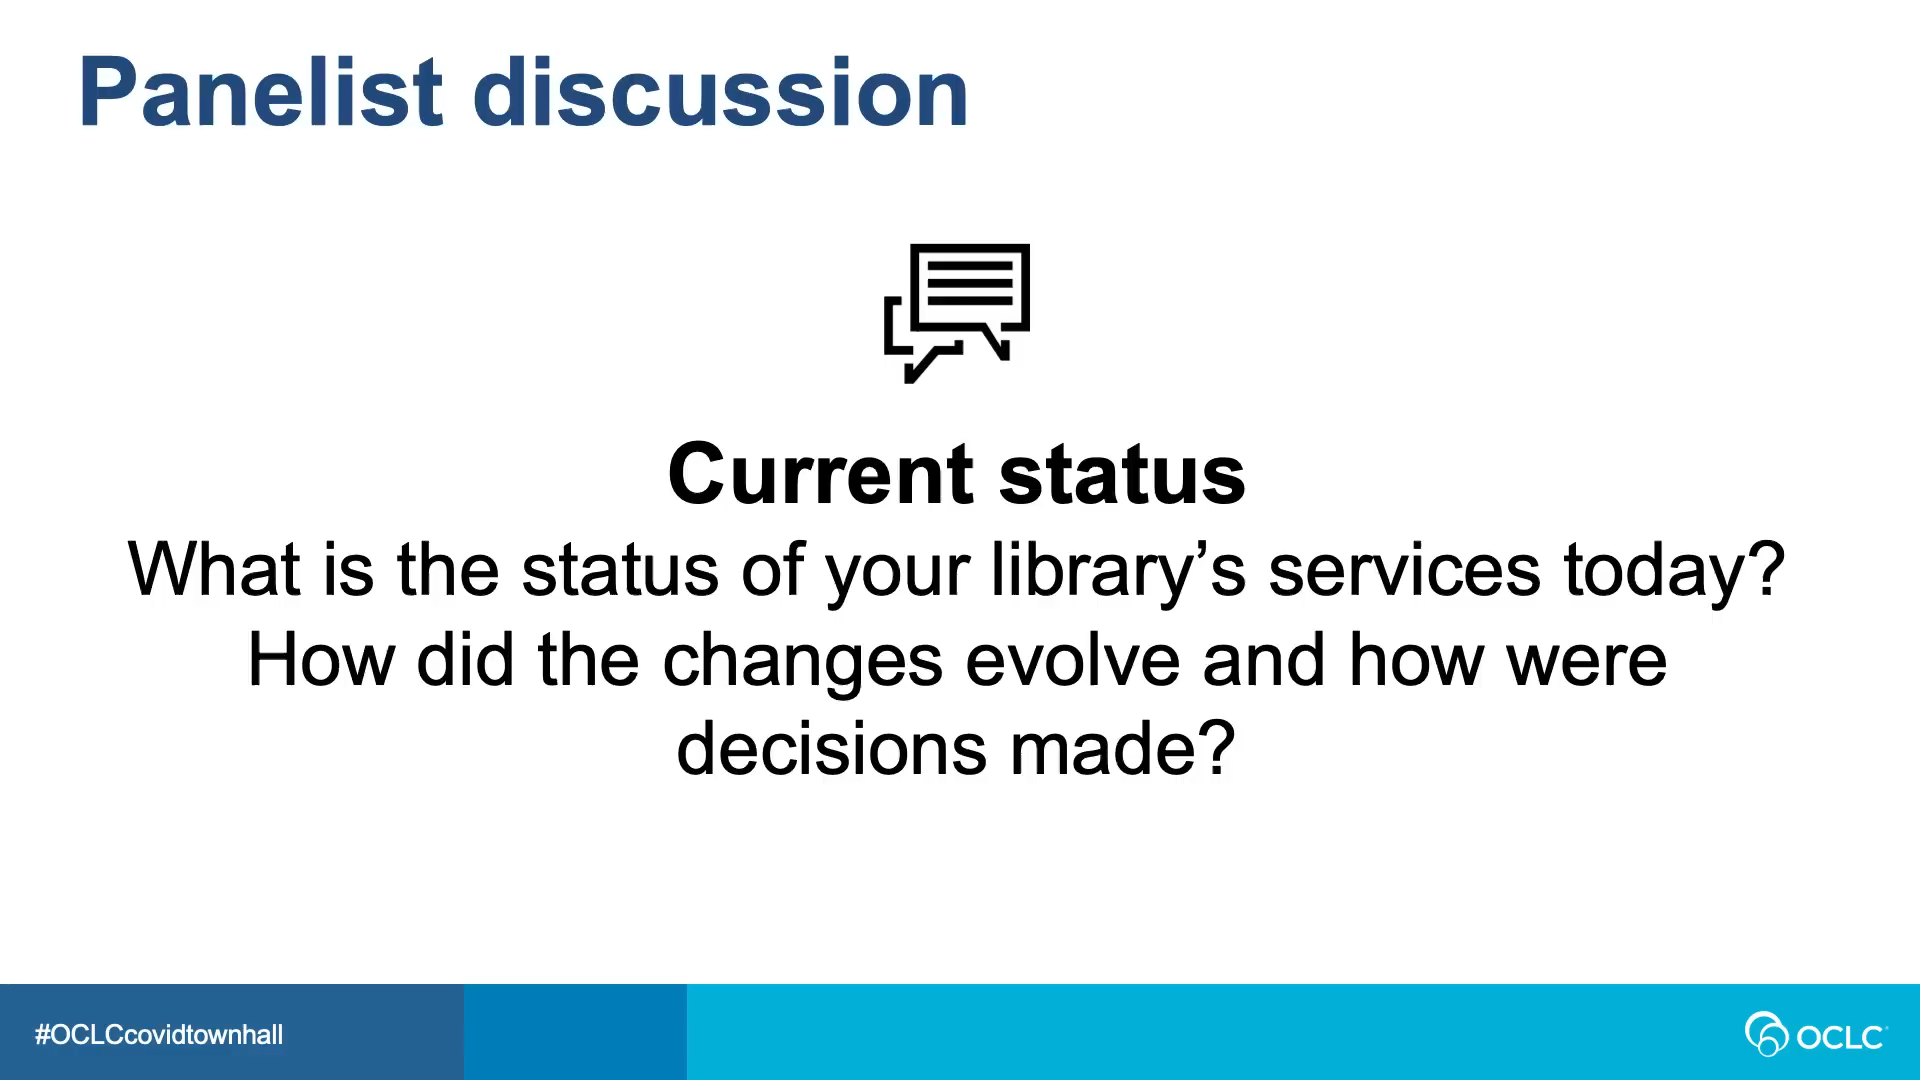 Panelist discussion
Current status
What is the status of your library’s services today?
How did the changes evolve and how were
decisions made?
#OCLCcovidtownhall
OCLC